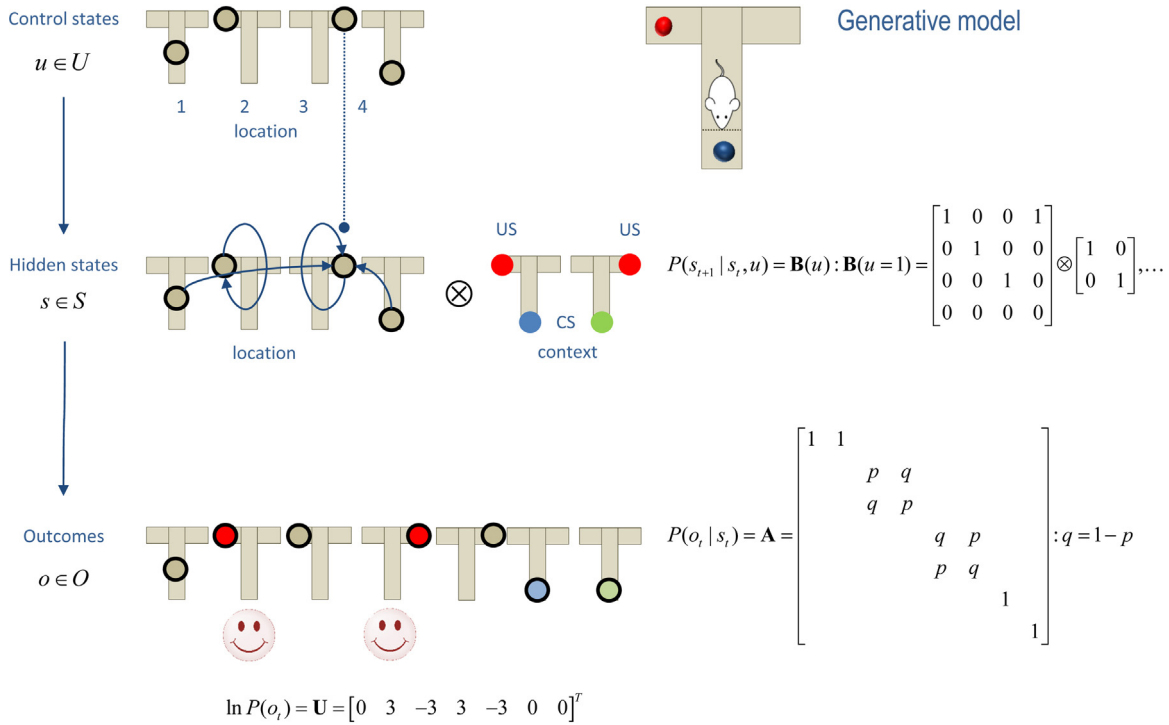 Control states
u ∈ U
1 2 3 4
location
Generative model
Hidden states
s ∈ S
location
US US
CS
context
P(s_{t+1} | s_t, u) = B(u) : B(u = 1) = [1 0 0 1; 0 1 0 0; 0 0 1 0; 0 0 0 0] ⊗ [1 0; 0 1], …
Outcomes
o ∈ O
P(o_t | s_t) = A =
1 1
p q
q p
q p
p q
1
1
: q = 1 − p
ln P(o_t) = U = [0 3 −3 3 −3 0 0]^T